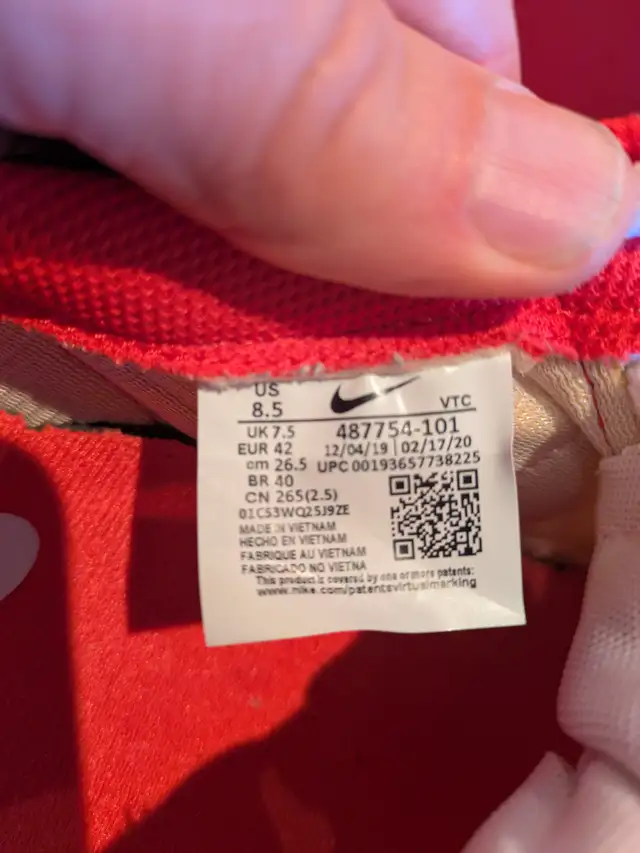 US
8.5
VTC
UK 7.5
487754-101
EUR 42
12/04/19 | 02/17/20
cm 26.5
UPC 00193657738225
BR 40
CN 265(2.5)
01C53WQ25J9ZE
MADE IN VIETNAM
HECHO EN VIETNAM
FABRIQUE AU VIETNAM
FABRICADO NO VIETNA
This product is covered by one or more patents:
www.nike.com/patentsvirtualmarking